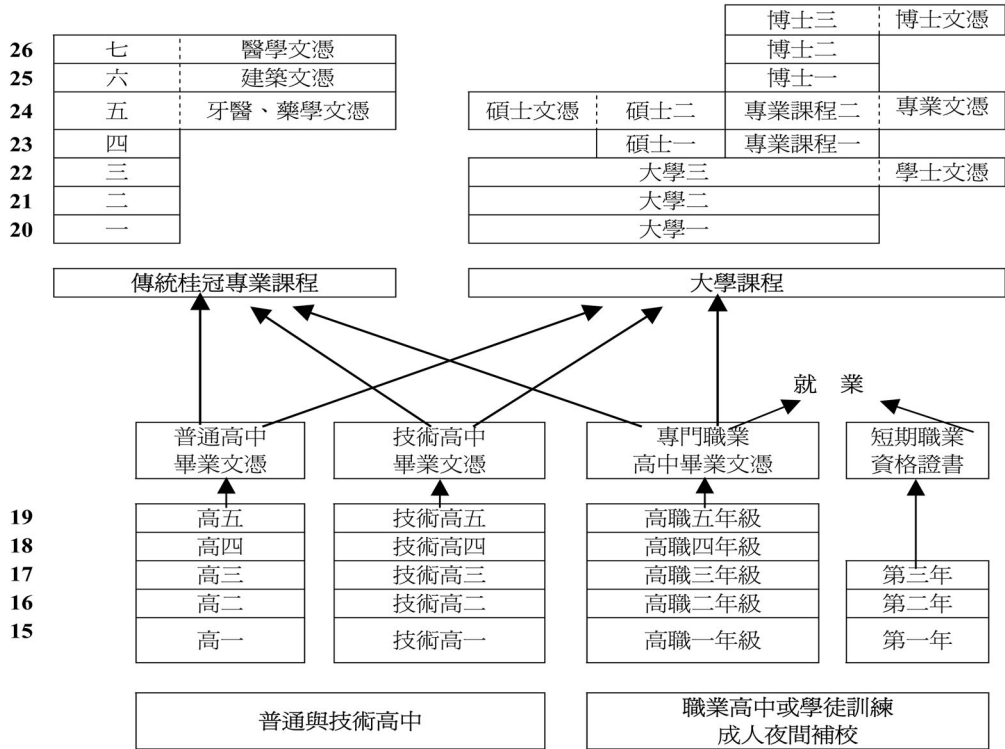 博士三 博士文憑
26 七 醫學文憑 博士二
25 六 建築文憑 博士一
24 五 牙醫、藥學文憑 碩士文憑 碩士二 專業課程二 專業文憑
23 四 碩士一 專業課程一
22 三 大學三 學士文憑
21 二 大學二
20 一 大學一
傳統桂冠專業課程 大學課程
就 業
普通高中 技術高中 專門職業 短期職業
畢業文憑 畢業文憑 高中畢業文憑 資格證書
19 高五 技術高五 高職五年級
18 高四 技術高四 高職四年級
17 高三 技術高三 高職三年級 第三年
16 高二 技術高二 高職二年級 第二年
15 高一 技術高一 高職一年級 第一年
普通與技術高中 職業高中或學徒訓練
成人夜間補校